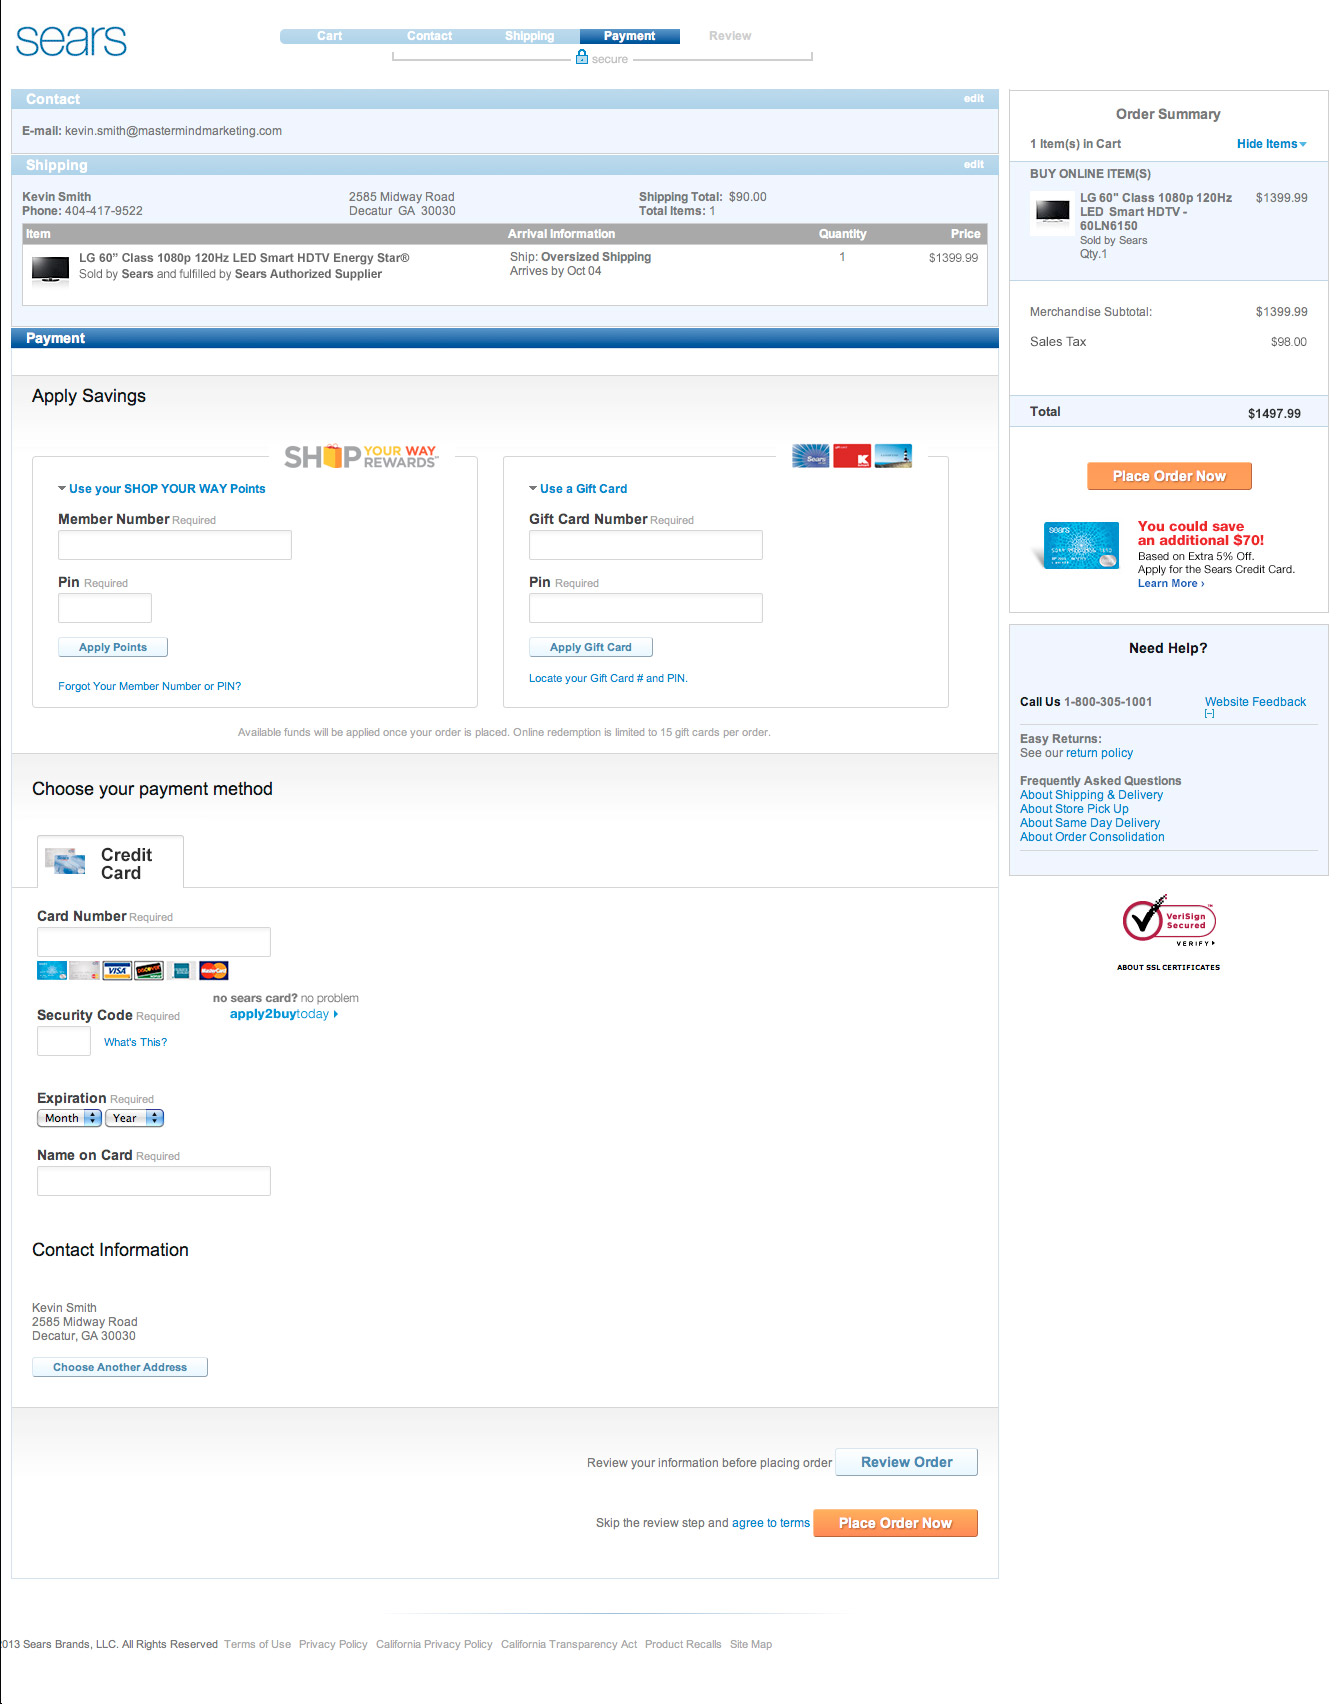 sears
Cart Contact Shipping Payment Review
secure
Contact edit
E-mail: kevin.smith@mastermindmarketing.com
Shipping edit
Kevin Smith 2585 Midway Road Shipping Total: $90.00
Phone: 404-417-9522 Decatur GA 30030 Total Items: 1
Item Arrival Information Quantity Price
LG 60” Class 1080p 120Hz LED Smart HDTV Energy Star® Ship: Oversized Shipping 1 $1399.99
Sold by Sears and fulfilled by Sears Authorized Supplier Arrives by Oct 04
Payment
Apply Savings
SHOP YOUR WAY REWARDS
Use your SHOP YOUR WAY Points
Member Number Required
Pin Required
Apply Points
Forgot Your Member Number or PIN?
Sears
Use a Gift Card
Gift Card Number Required
Pin Required
Apply Gift Card
Locate your Gift Card # and PIN.
Available funds will be applied once your order is placed. Online redemption is limited to 15 gift cards per order.
Choose your payment method
Credit
Card
Card Number Required
VISA DISCOVER MasterCard
no sears card? no problem
apply2buytoday
Security Code Required
What's This?
Expiration Required
Month Year
Name on Card Required
Contact Information
Kevin Smith
2585 Midway Road
Decatur, GA 30030
Choose Another Address
Review your information before placing order Review Order
Skip the review step and agree to terms Place Order Now
Order Summary
1 Item(s) in Cart Hide Items
BUY ONLINE ITEM(S)
LG 60" Class 1080p 120Hz $1399.99
LED Smart HDTV -
60LN6150
Sold by Sears
Qty.1
Merchandise Subtotal: $1399.99
Sales Tax $98.00
Total $1497.99
Place Order Now
sears
You could save
an additional $70!
Based on Extra 5% Off.
Apply for the Sears Credit Card.
Learn More ›
Need Help?
Call Us 1-800-305-1001 Website Feedback
[–]
Easy Returns:
See our return policy
Frequently Asked Questions
About Shipping & Delivery
About Store Pick Up
About Same Day Delivery
About Order Consolidation
VeriSign
Secured
VERIFY
ABOUT SSL CERTIFICATES
013 Sears Brands, LLC. All Rights Reserved Terms of Use Privacy Policy California Privacy Policy California Transparency Act Product Recalls Site Map